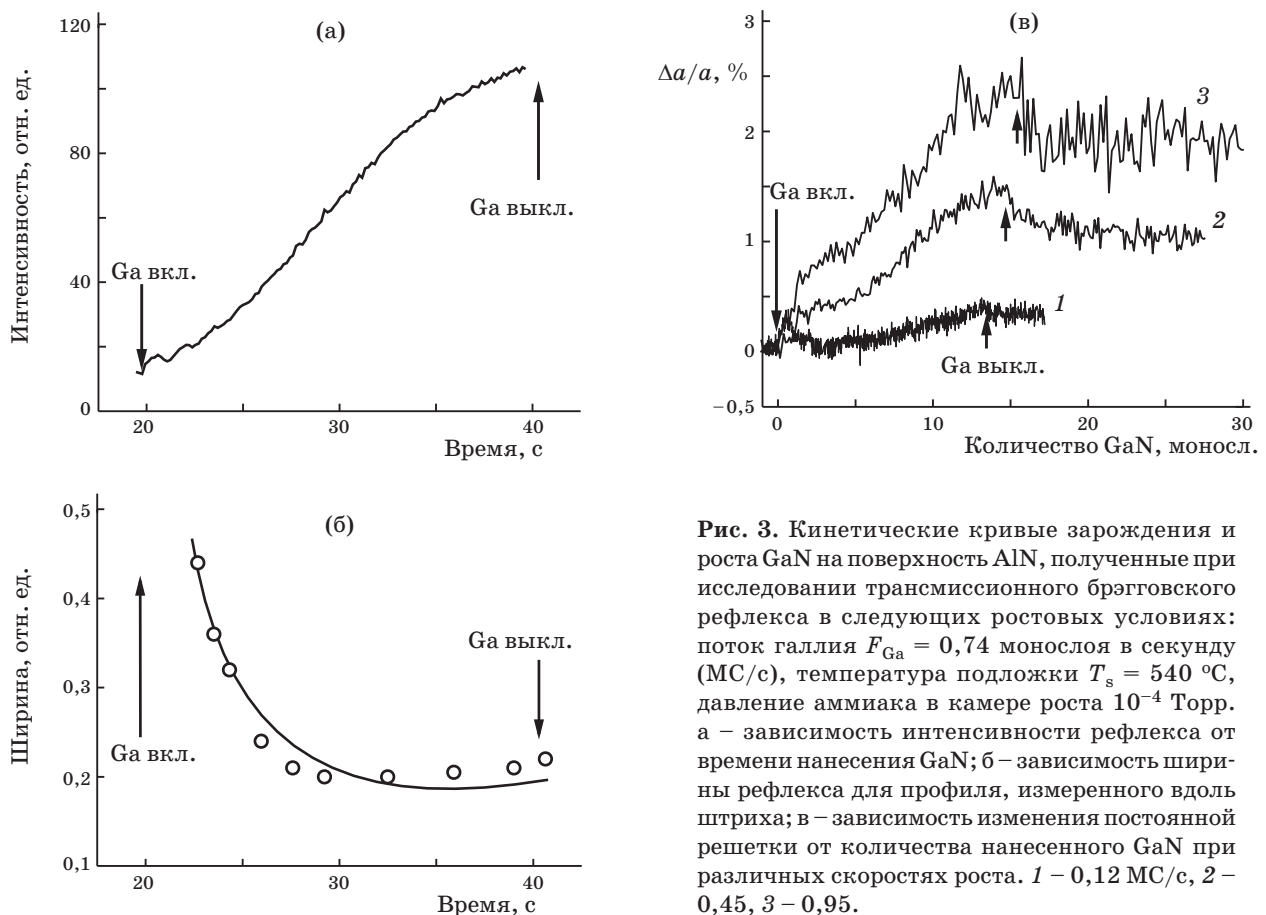 (а)
Интенсивность, отн. ед.
120
80
40
0
Ga вкл.
Ga выкл.
20
30
40
Время, с
(в)
Δa/a, %
3
2
1
0
−0,5
Ga вкл.
3
2
1
Ga выкл.
0
10
20
30
Количество GaN, моносл.
(б)
Ширина, отн. ед.
0,5
0,4
0,3
0,2
0,1
Ga вкл.
Ga выкл.
20
30
40
Время, с
Рис. 3. Кинетические кривые зарождения и
роста GaN на поверхность AlN, полученные при
исследовании трансмиссионного брэгговского
рефлекса в следующих ростовых условиях:
поток галлия F_Ga = 0,74 монослоя в секунду
(МС/с), температура подложки T_s = 540 °C,
давление аммиака в камере роста 10⁻⁴ Торр.
а – зависимость интенсивности рефлекса от
времени нанесения GaN; б – зависимость шири-
ны рефлекса для профиля, измеренного вдоль
штриха; в – зависимость изменения постоянной
решетки от количества нанесенного GaN при
различных скоростях роста. 1 – 0,12 МС/с, 2 –
0,45, 3 – 0,95.